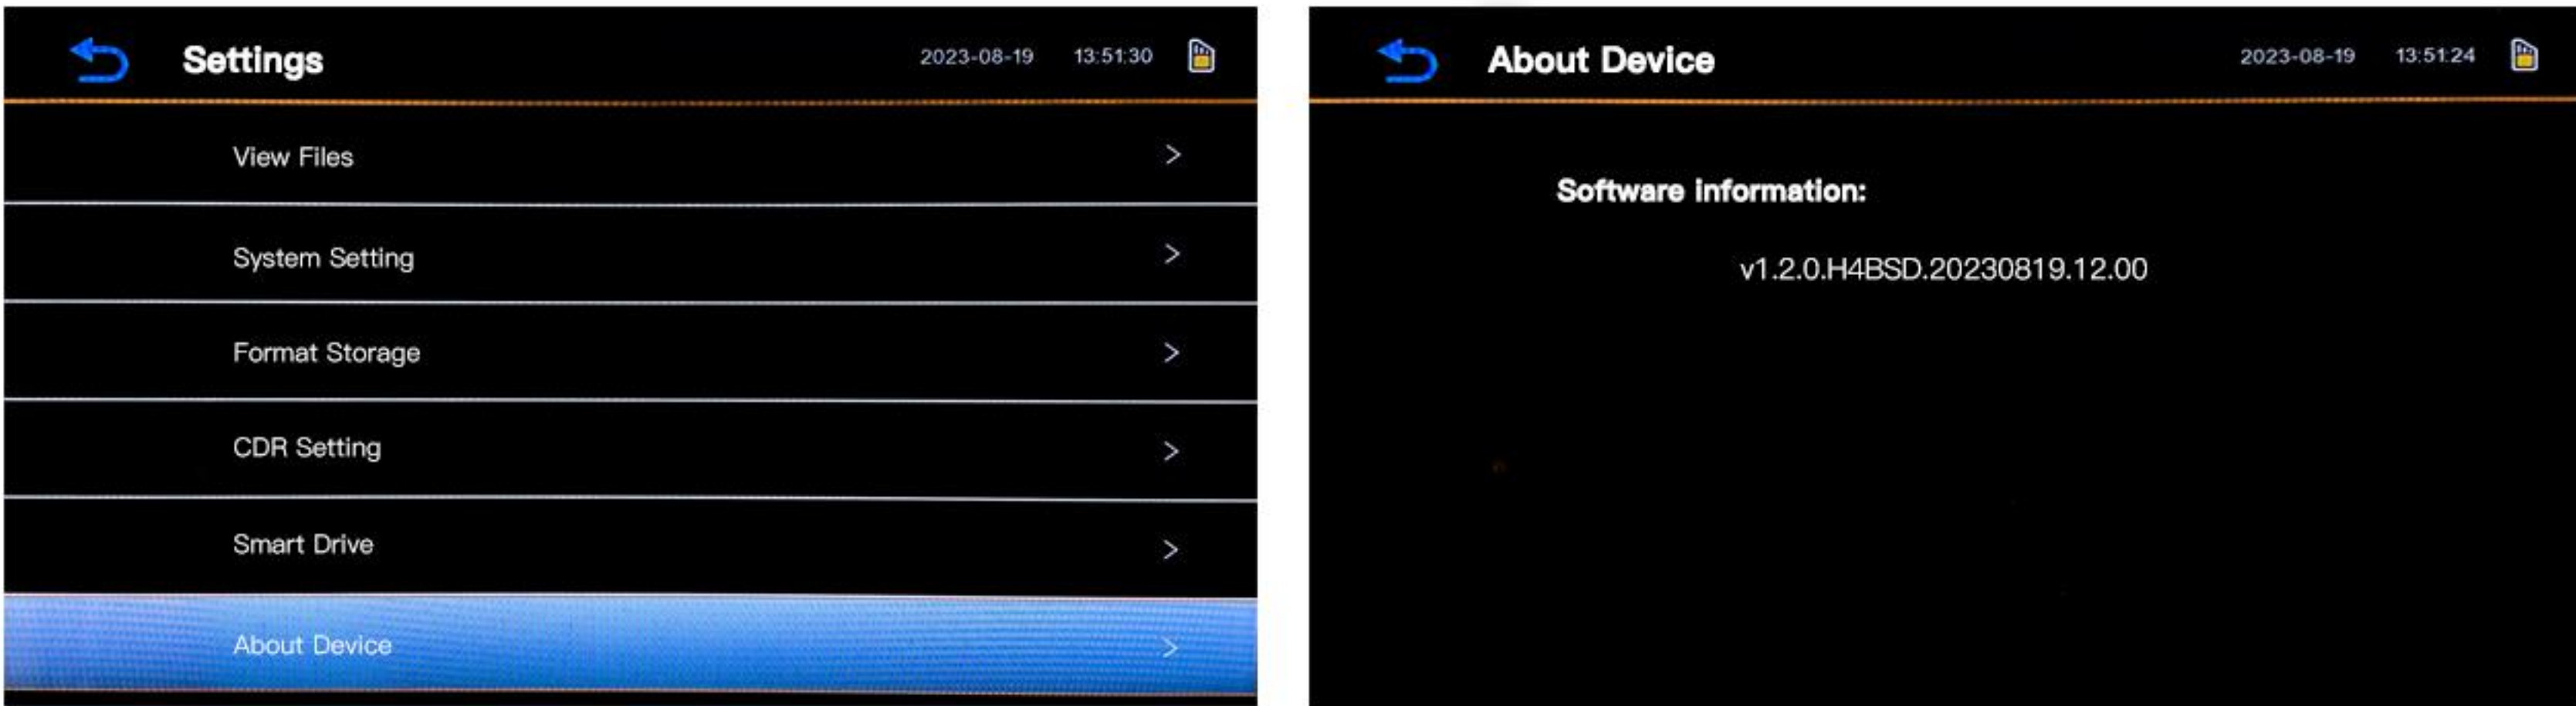 Settings
2023-08-19 13:51:30
View Files
System Setting
Format Storage
CDR Setting
Smart Drive
About Device
About Device
2023-08-19 13:51:24
Software information:
v1.2.0.H4BSD.20230819.12.00